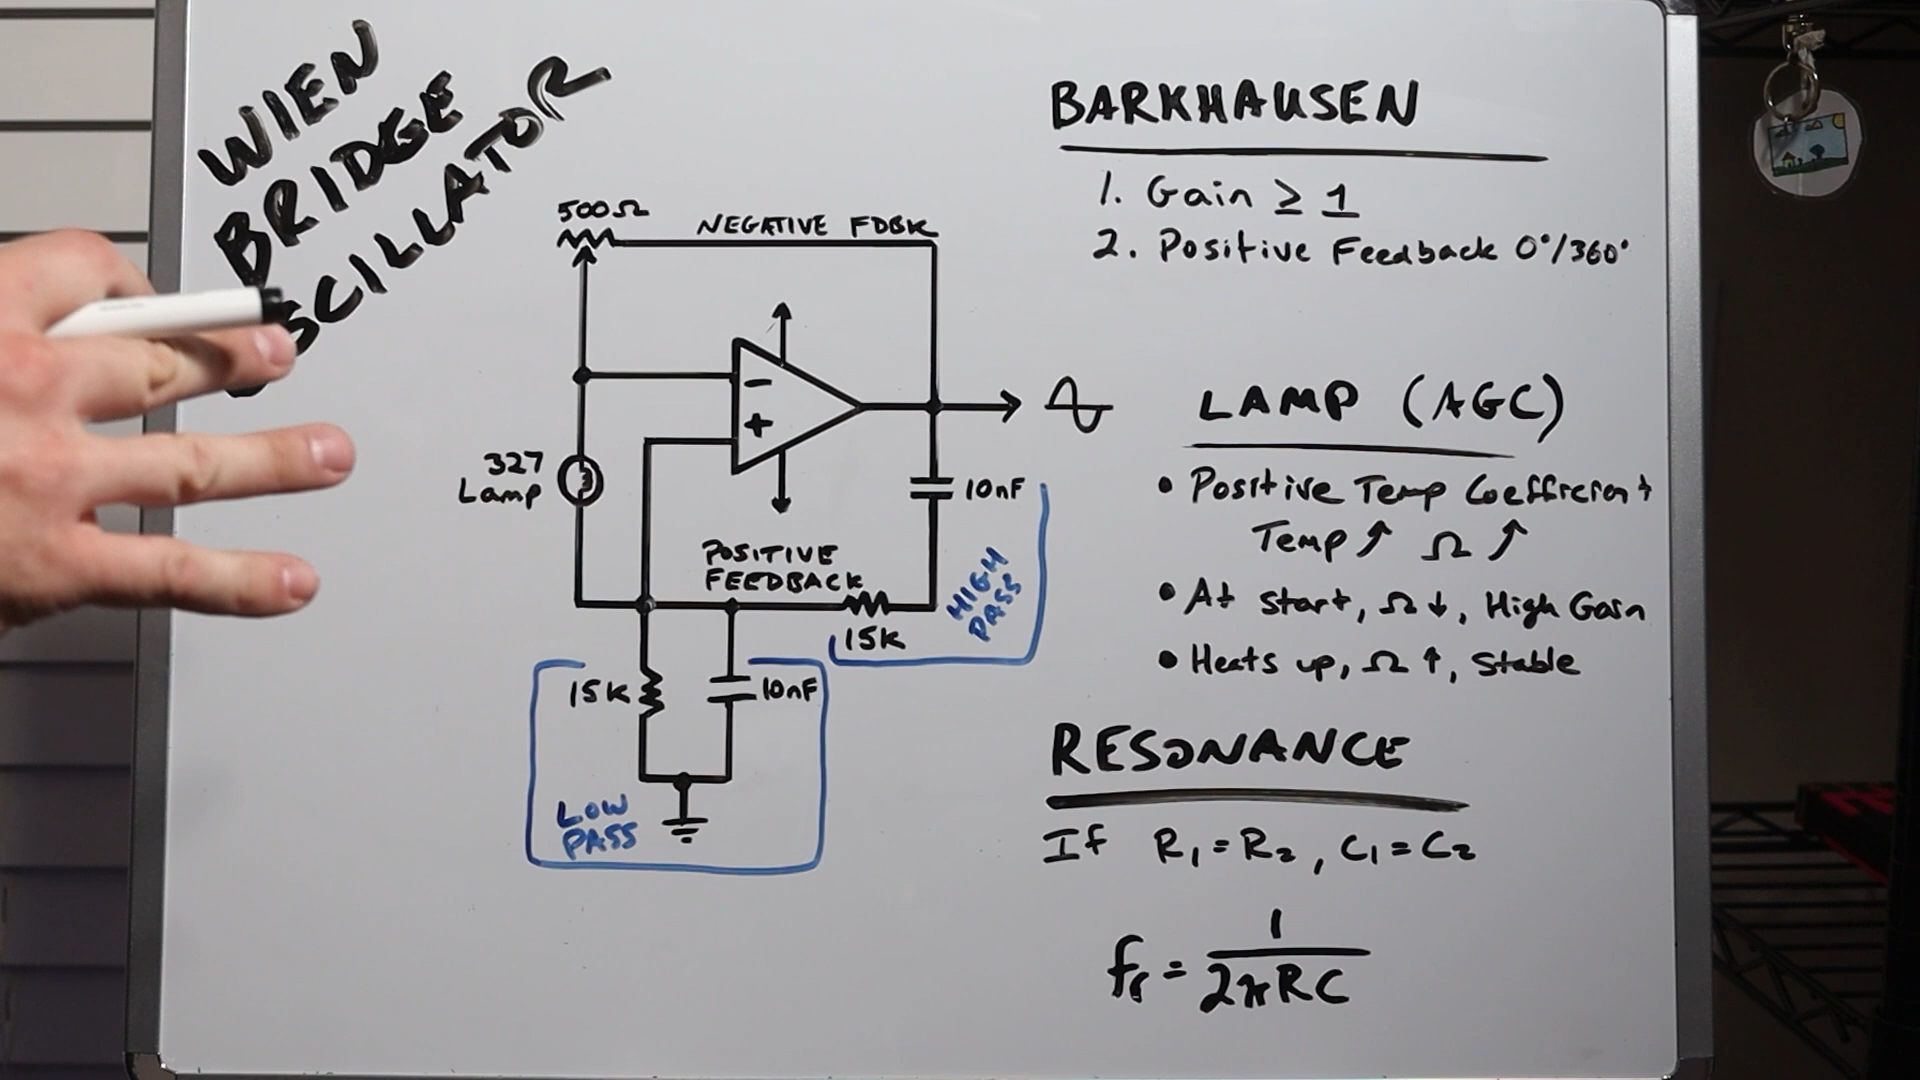 WIEN
BRIDGE
OSCILLATOR
500Ω
NEGATIVE FDBK
-
+
327
Lamp
10nF
POSITIVE
FEEDBACK
HIGH
PASS
15K
15K
10nF
LOW
PASS
BARKHAUSEN
1. Gain ≥ 1
2. Positive Feedback 0°/360°
LAMP (AGC)
• Positive Temp Coefficient
Temp ↑ Ω ↑
• At start, Ω ↓, High Gain
• Heats up, Ω ↑, Stable
RESONANCE
If R₁=R₂, C₁=C₂
fr = 1
2πRC